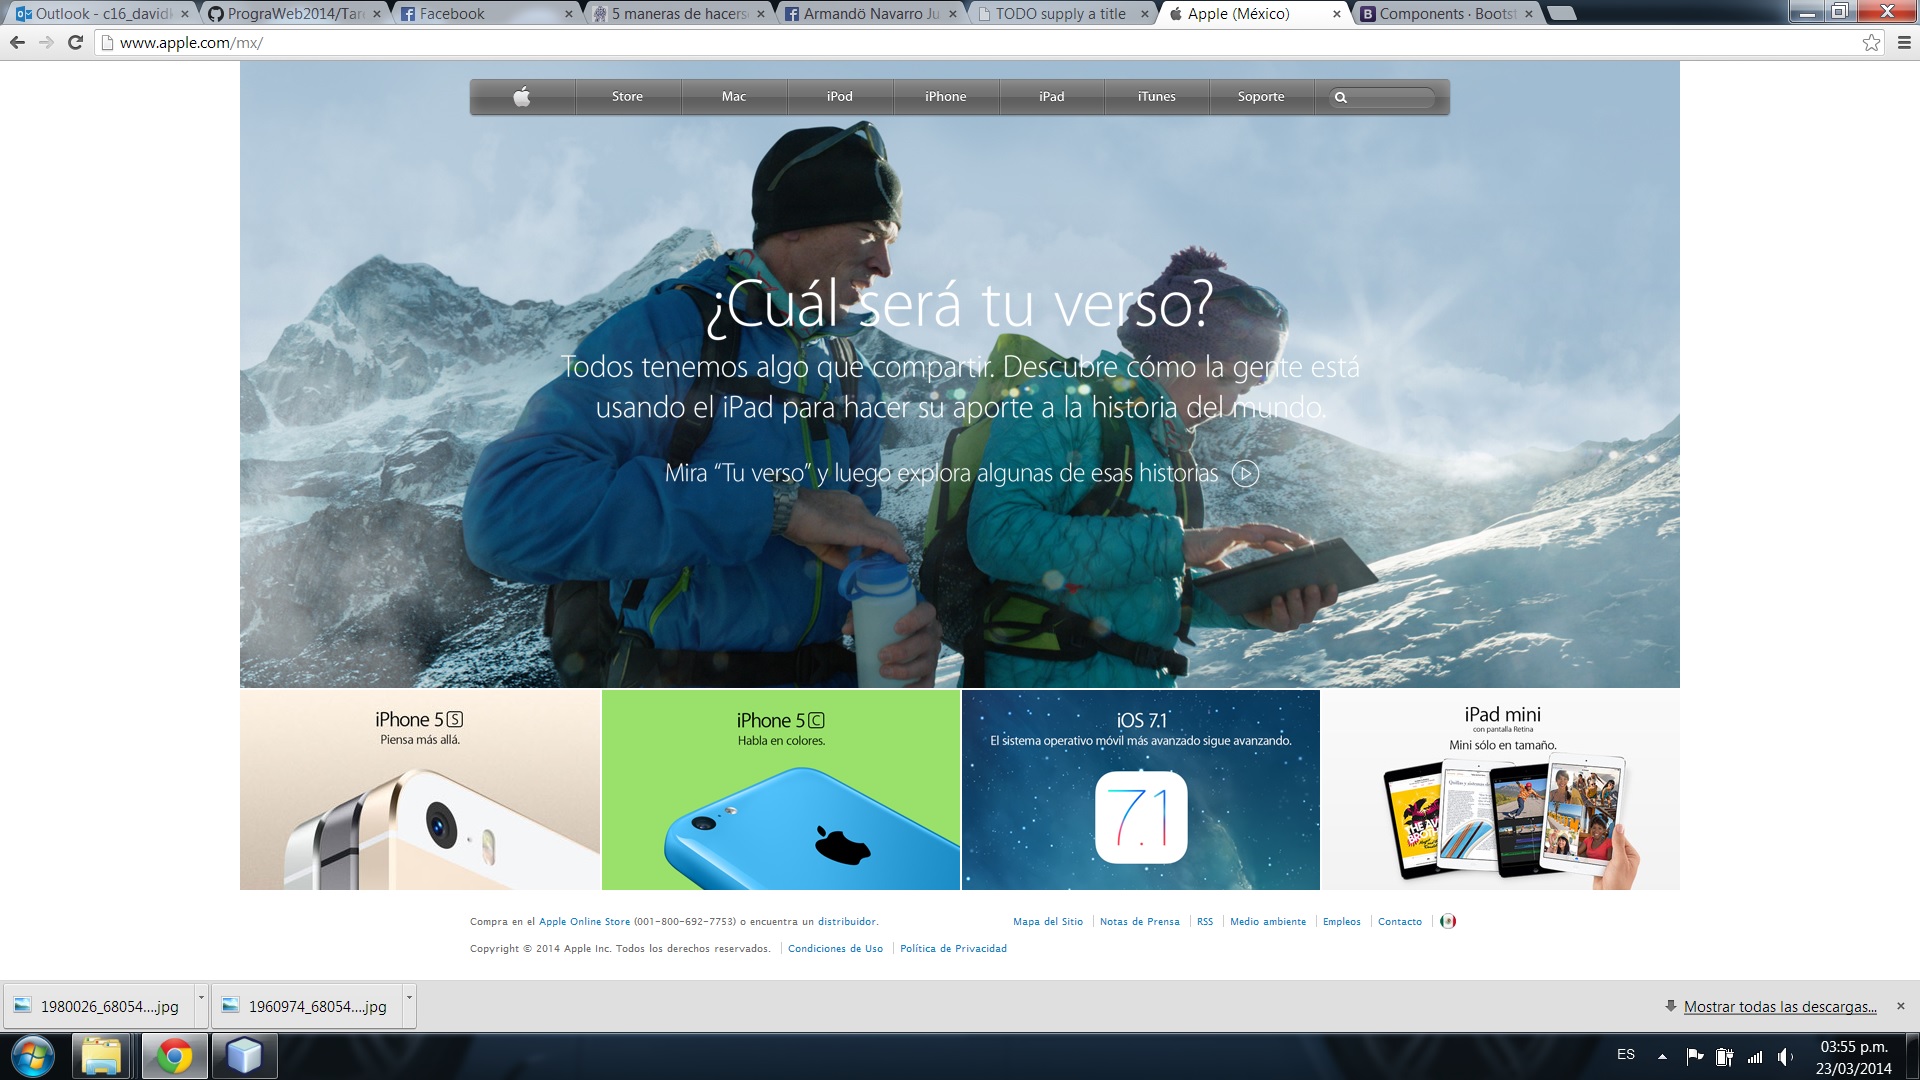 Outlook - c16_david
PrograWeb2014/Tare
Facebook
5 maneras de hacers
Armandö Navarro Ju
TODO supply a title
Apple (México)
Components · Bootst
www.apple.com/mx/
Store
Mac
iPod
iPhone
iPad
iTunes
Soporte
¿Cuál será tu verso?
Todos tenemos algo que compartir. Descubre cómo la gente está
usando el iPad para hacer su aporte a la historia del mundo.
Mira “Tu verso” y luego explora algunas de esas historias
iPhone 5S
Piensa más allá.
iPhone 5C
Habla en colores.
iOS 7.1
El sistema operativo móvil más avanzado sigue avanzando.
7.1
iPad mini
con pantalla Retina
Mini sólo en tamaño.
Compra en el Apple Online Store (001-800-692-7753) o encuentra un distribuidor.
Mapa del Sitio
Notas de Prensa
RSS
Medio ambiente
Empleos
Contacto
Copyright © 2014 Apple Inc. Todos los derechos reservados.
Condiciones de Uso
Política de Privacidad
1980026_68054....jpg
1960974_68054....jpg
Mostrar todas las descargas...
ES
03:55 p.m.
23/03/2014